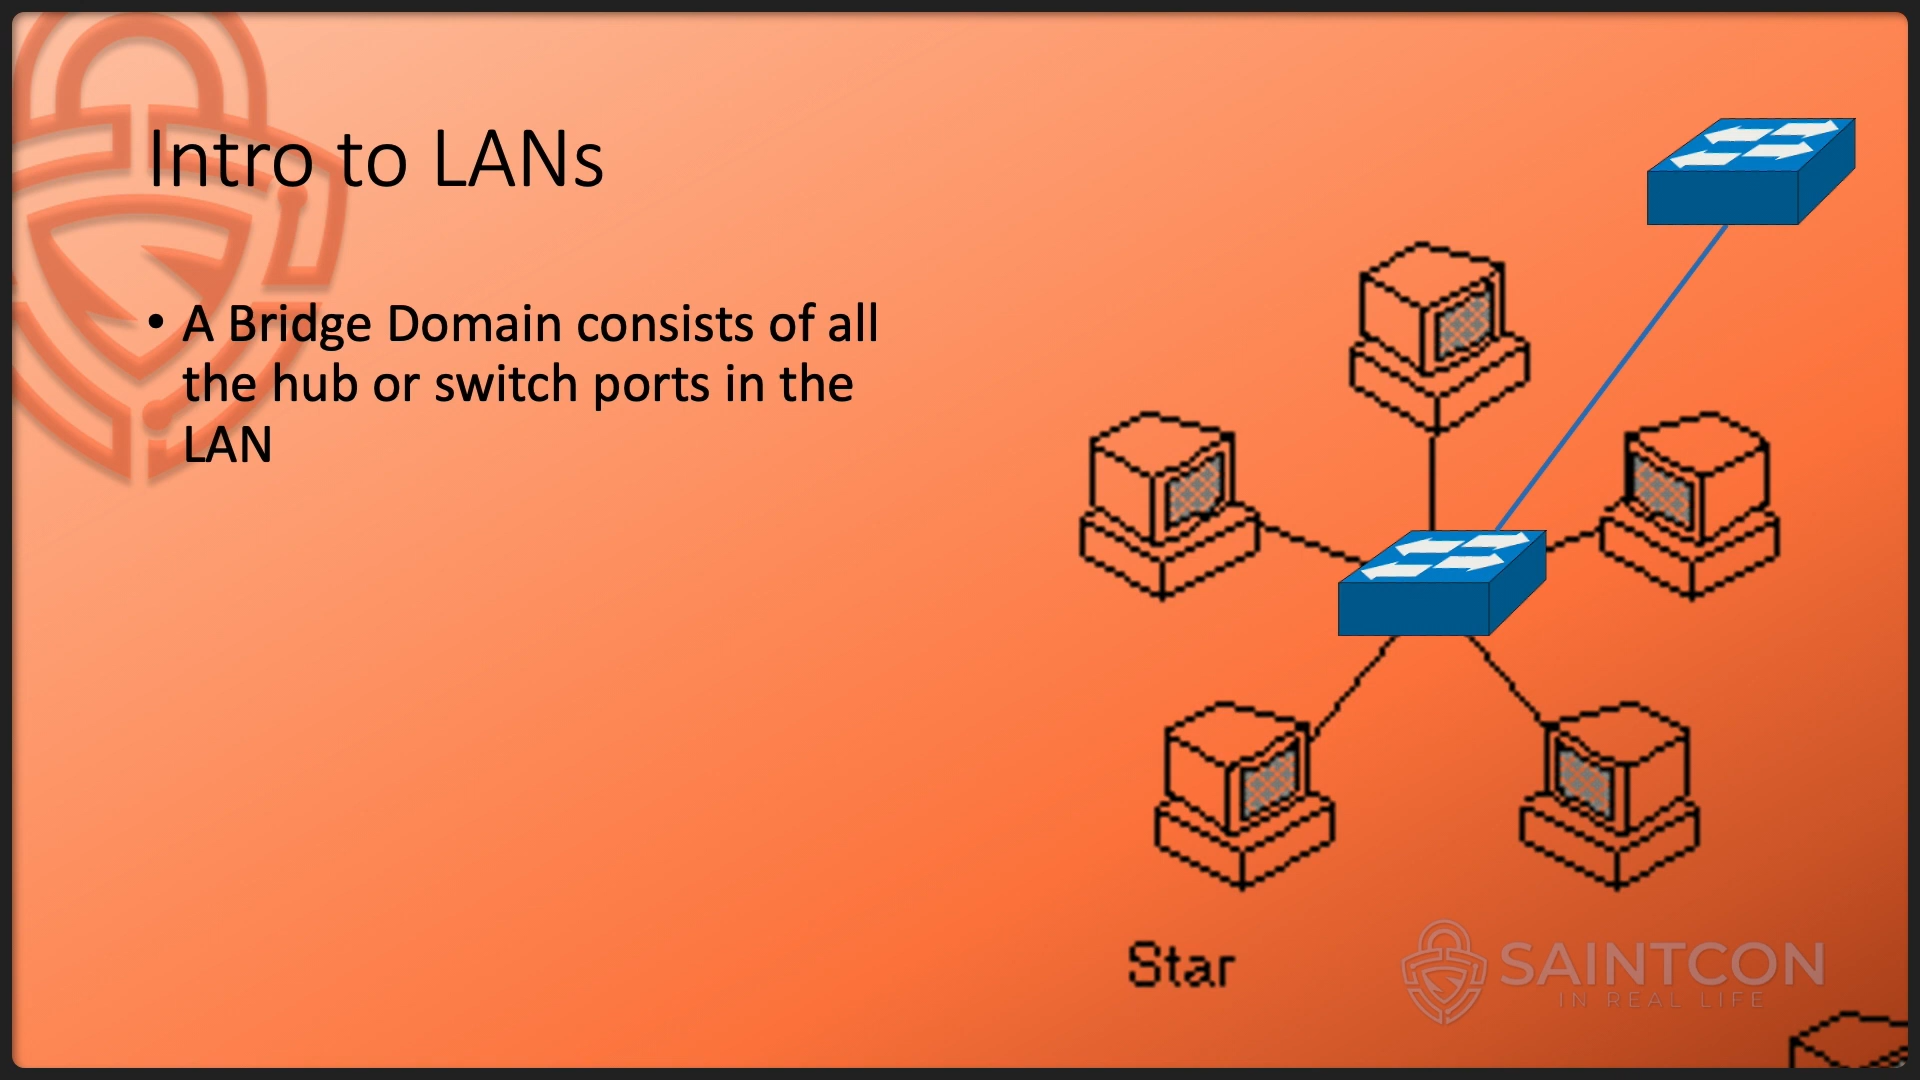 Intro to LANs
• A Bridge Domain consists of all
the hub or switch ports in the
LAN
Star
SAINTCON
IN REAL LIFE